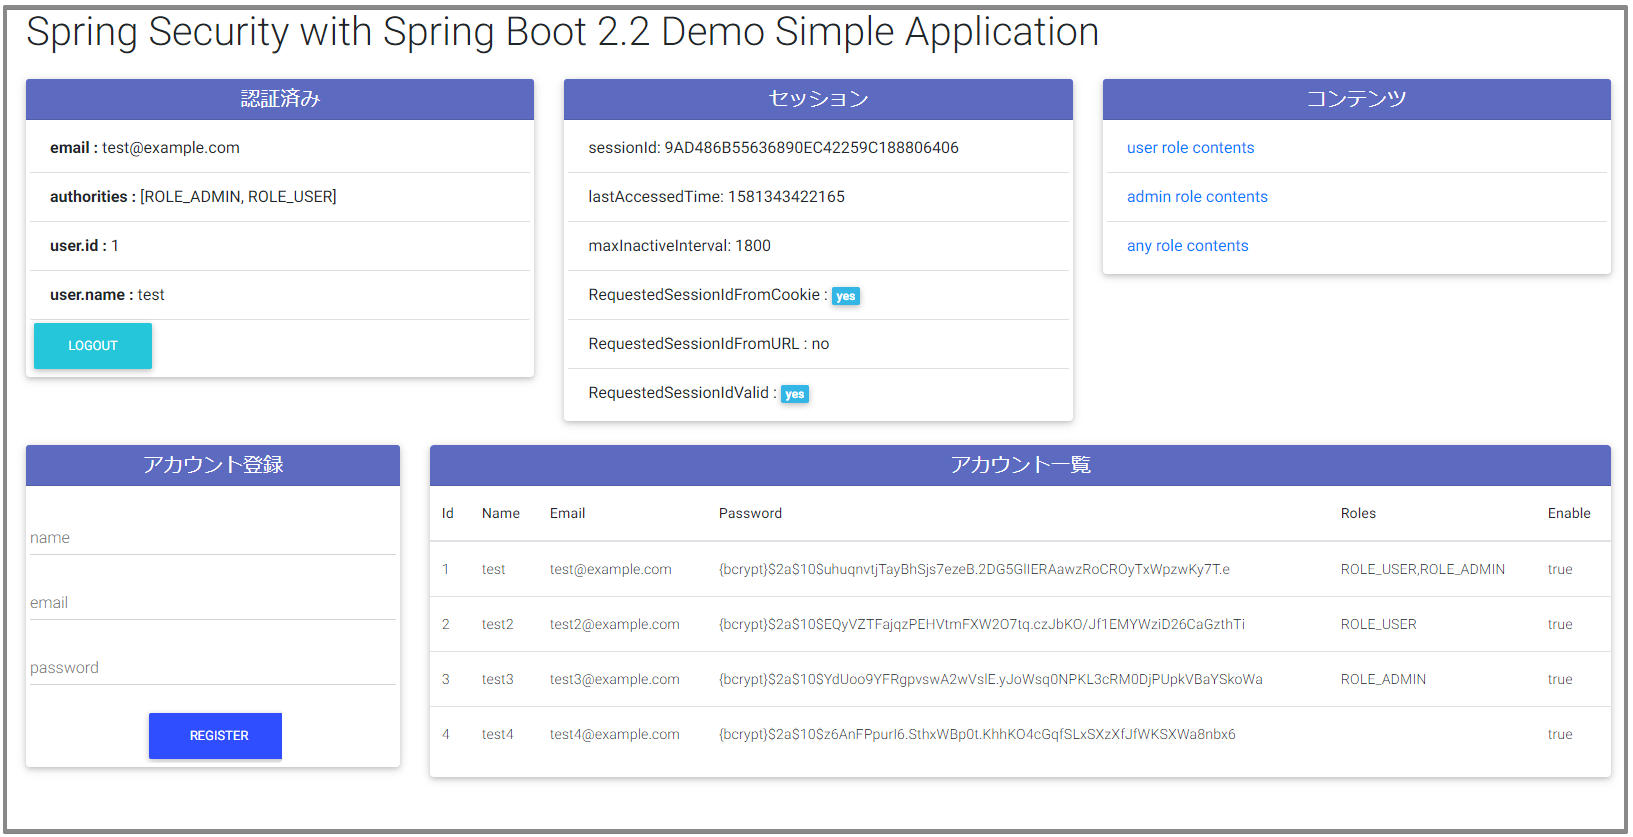 Spring Security with Spring Boot 2.2 Demo Simple Application
認証済み
email : test@example.com
authorities : [ROLE_ADMIN, ROLE_USER]
user.id : 1
user.name : test
LOGOUT
セッション
sessionId: 9AD486B55636890EC42259C188806406
lastAccessedTime: 1581343422165
maxInactiveInterval: 1800
RequestedSessionIdFromCookie : yes
RequestedSessionIdFromURL : no
RequestedSessionIdValid : yes
コンテンツ
user role contents
admin role contents
any role contents
アカウント登録
name
email
password
REGISTER
アカウント一覧
Id Name Email Password Roles Enable
1 test test@example.com {bcrypt}$2a$10$uhuqnvtjTayBhSjs7ezeB.2DG5GlIERAawzRoCROyTxWpzwKy7T.e ROLE_USER,ROLE_ADMIN true
2 test2 test2@example.com {bcrypt}$2a$10$EQyVZTFajqzPEHVtmFXW2O7tq.czJbKO/Jf1EMYWziD26CaGzthTi ROLE_USER true
3 test3 test3@example.com {bcrypt}$2a$10$YdUoo9YFRgpvswA2wVslE.yJoWsq0NPKL3cRM0DjPUpkVBaYSkoWa ROLE_ADMIN true
4 test4 test4@example.com {bcrypt}$2a$10$z6AnFPpurI6.SthxWBp0t.KhhKO4cGqfSLxSXzXfJfWKSXWa8nbx6 true